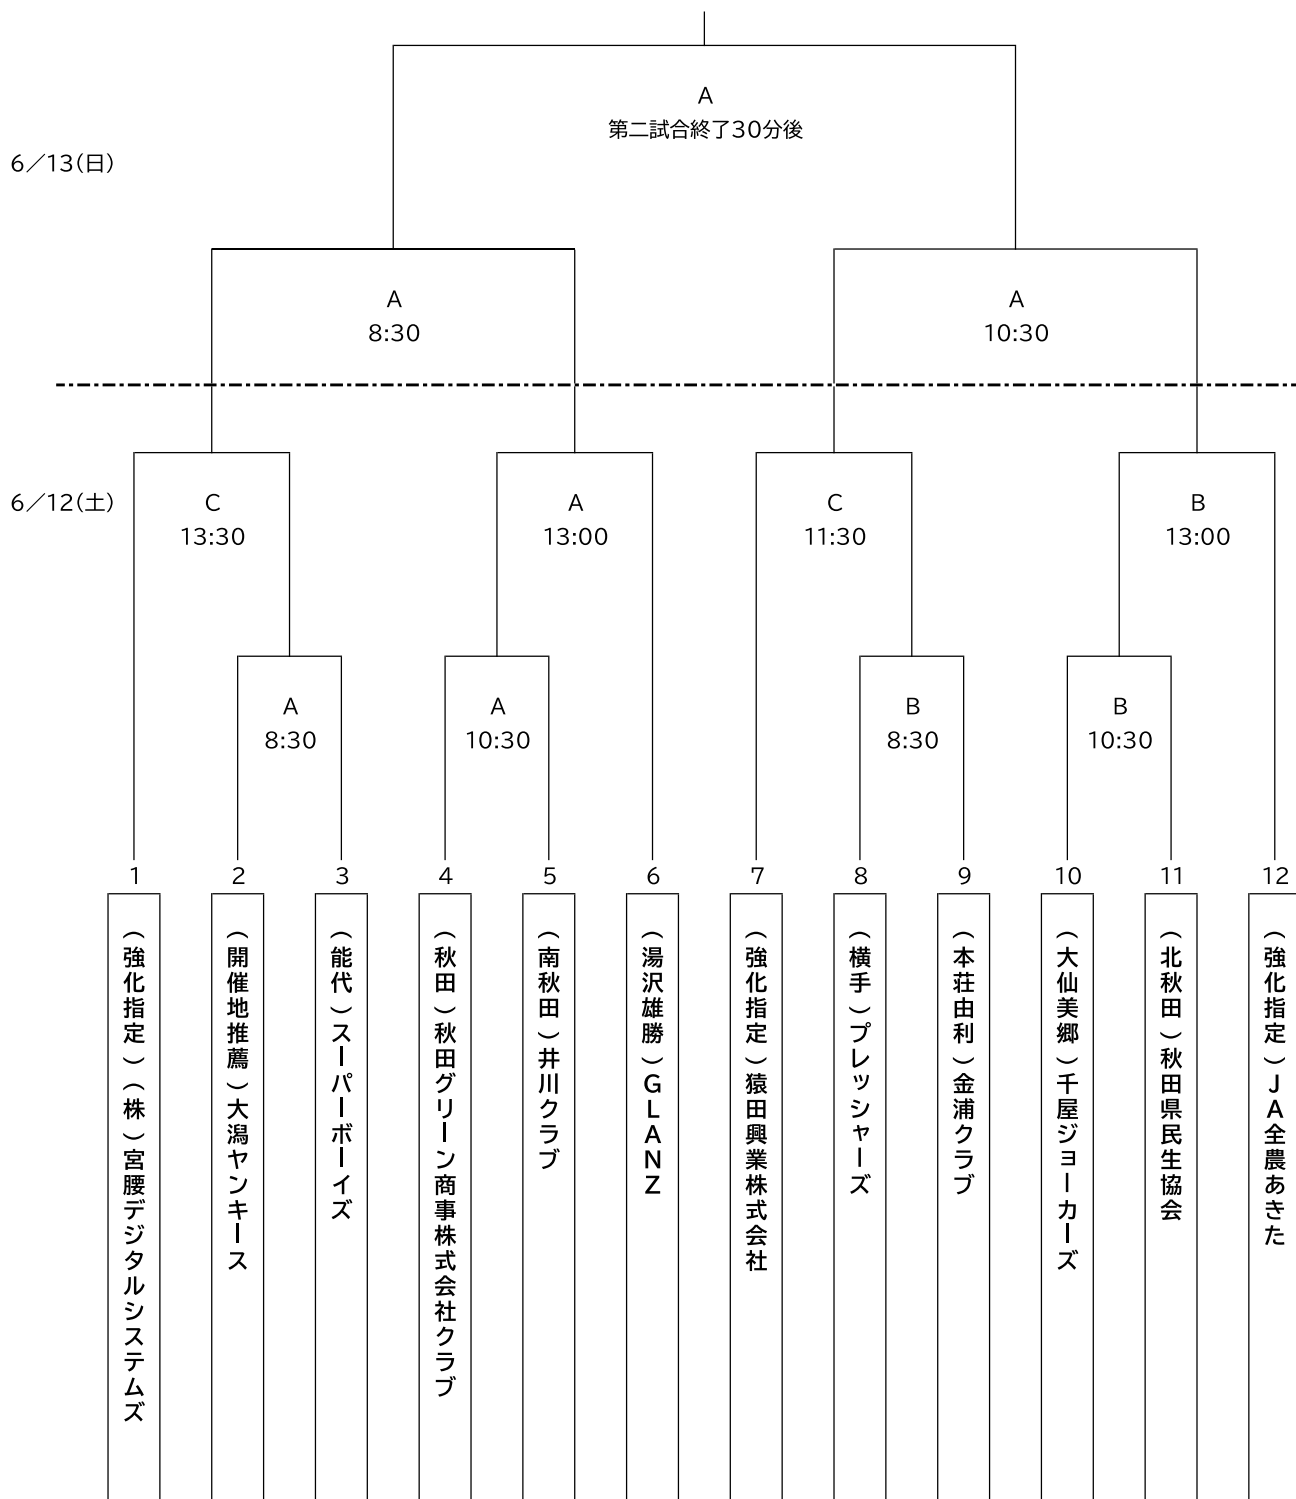 A
第二試合終了30分後
6／13(日)
A
8:30
A
10:30
6／12(土)
C
13:30
A
13:00
C
11:30
B
13:00
A
8:30
A
10:30
B
8:30
B
10:30
1
2
3
4
5
6
7
8
9
10
11
12
（強化指定）（株）宮腰デジタルシステムズ
（開催地推薦）大潟ヤンキース
（能代）スーパーボーイズ
（秋田）秋田グリーン商事株式会社クラブ
（南秋田）井川クラブ
（湯沢雄勝）GLANZ
（強化指定）猿田興業株式会社
（横手）プレッシャーズ
（本荘由利）金浦クラブ
（大仙美郷）千屋ジョーカーズ
（北秋田）秋田県民生協会
（強化指定）JA全農あきた